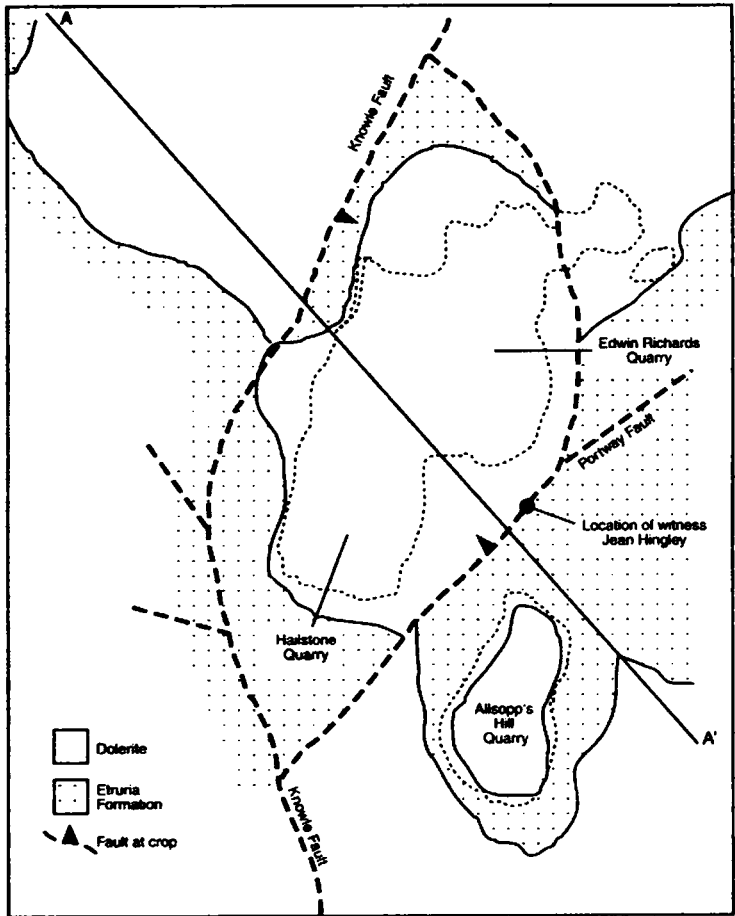 A
Knowle Fault
Edwin Richards
Quarry
Portway Fault
Location of witness
Jean Hingley
Hailstone
Quarry
Allsopp's
Hill
Quarry
A'
Dolerite
Etruria
Formation
Fault at crop
Knowle Fault